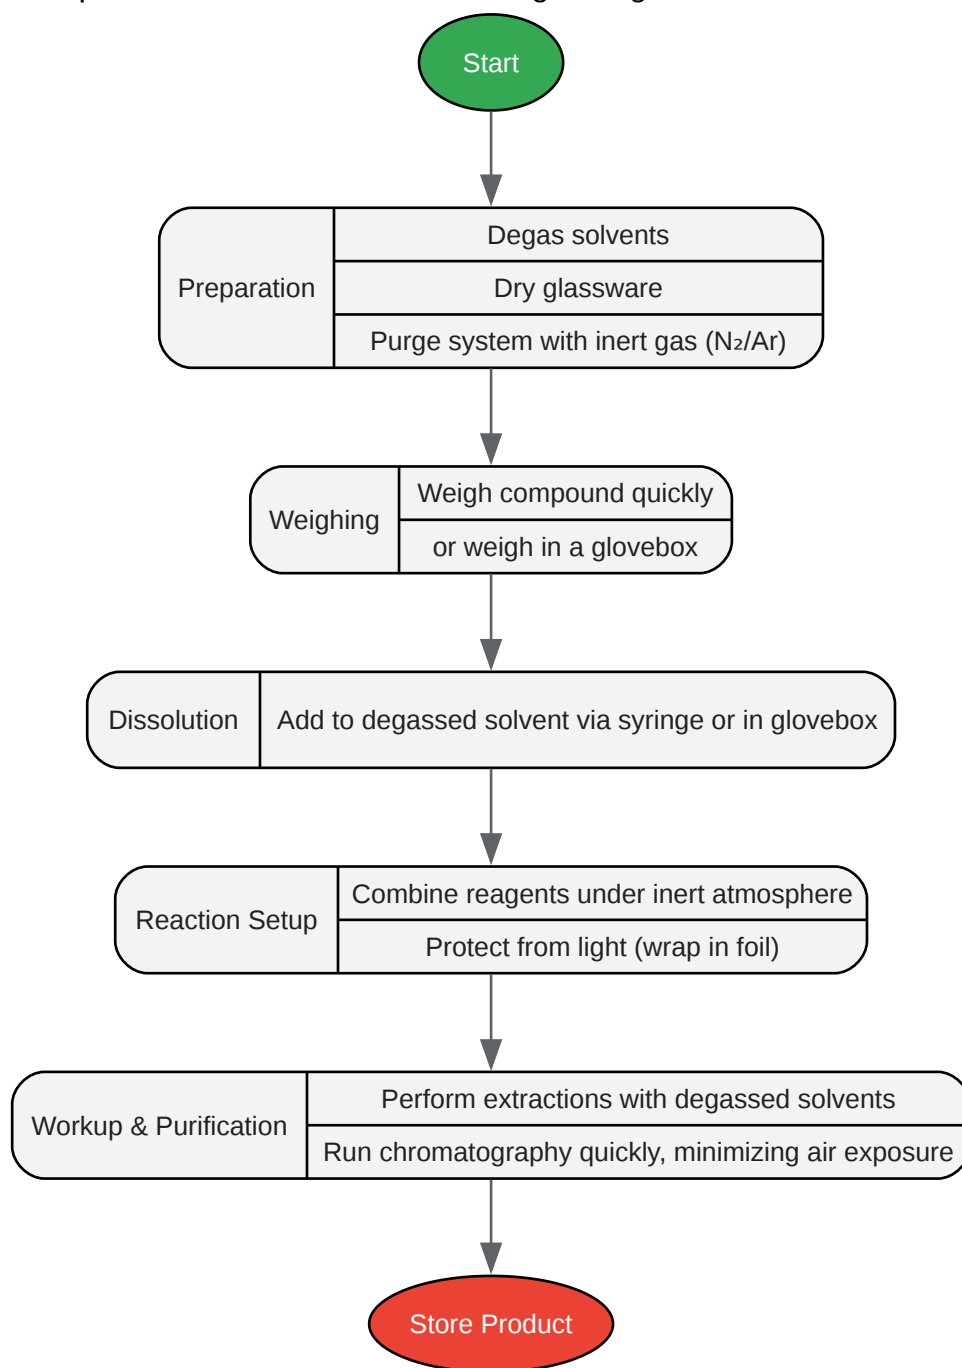 Start
Preparation
Degas solvents
Dry glassware
Purge system with inert gas (N₂/Ar)
Weighing
Weigh compound quickly
or weigh in a glovebox
Dissolution
Add to degassed solvent via syringe or in glovebox
Reaction Setup
Combine reagents under inert atmosphere
Protect from light (wrap in foil)
Workup & Purification
Perform extractions with degassed solvents
Run chromatography quickly, minimizing air exposure
Store Product